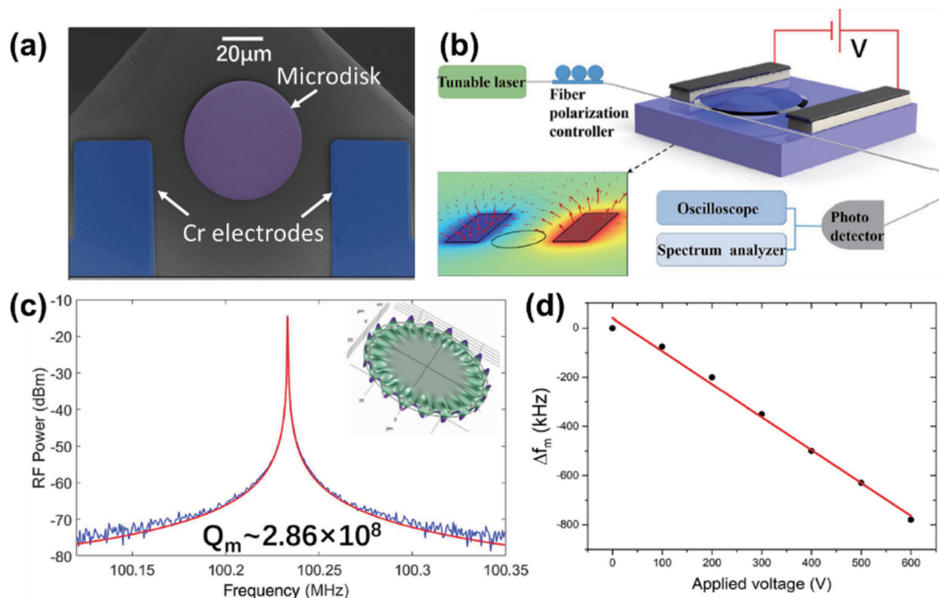 (a)
20μm
Microdisk
Cr electrodes
(b)
V
Tunable laser
Fiber
polarization
controller
Oscilloscope
Spectrum analyzer
Photo
detector
(c)
-10
-20
-30
-40
-50
-60
-70
-80
RF Power (dBm)
Qm~2.86×10⁸
100.15
100.2
100.25
100.3
100.35
Frequency (MHz)
(d)
0
-200
-400
-600
-800
Δfm (kHz)
0
100
200
300
400
500
600
Applied voltage (V)